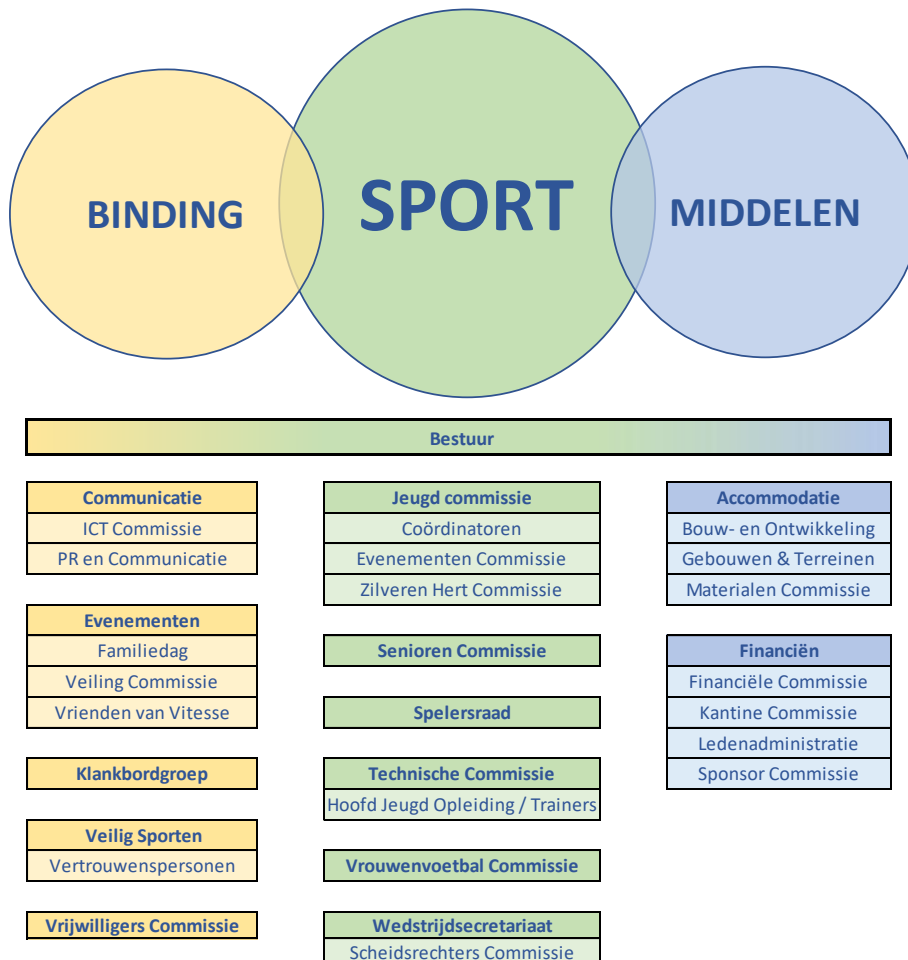 BINDING
SPORT
MIDDELEN
Bestuur
Communicatie
ICT Commissie
PR en Communicatie
Evenementen
Familiedag
Veiling Commissie
Vrienden van Vitesse
Klankbordgroep
Veilig Sporten
Vertrouwenspersonen
Vrijwilligers Commissie
Jeugd commissie
Coördinatoren
Evenementen Commissie
Zilveren Hert Commissie
Senioren Commissie
Spelersraad
Technische Commissie
Hoofd Jeugd Opleiding / Trainers
Vrouwenvoetbal Commissie
Wedstrijdsecretariaat
Scheidsrechters Commissie
Accommodatie
Bouw- en Ontwikkeling
Gebouwen & Terreinen
Materialen Commissie
Financiën
Financiële Commissie
Kantine Commissie
Ledenadministratie
Sponsor Commissie